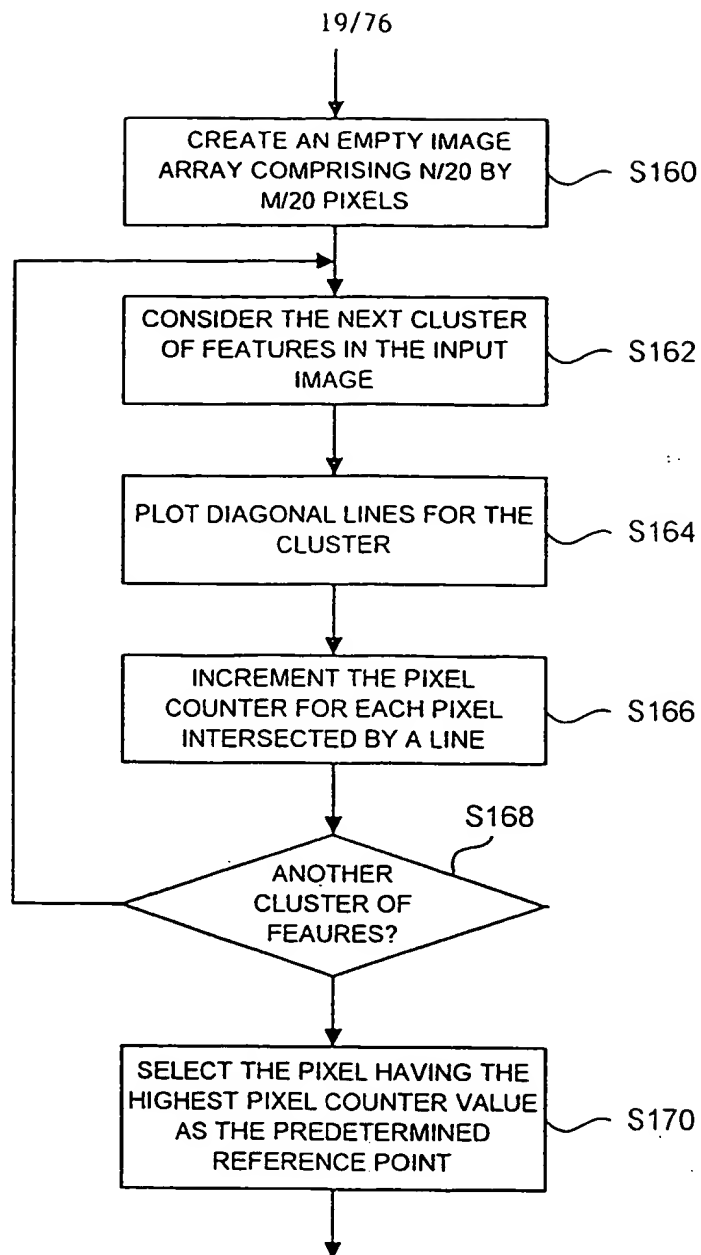 19/76
CREATE AN EMPTY IMAGE
ARRAY COMPRISING N/20 BY
M/20 PIXELS
S160
CONSIDER THE NEXT CLUSTER
OF FEATURES IN THE INPUT
IMAGE
S162
PLOT DIAGONAL LINES FOR THE
CLUSTER
S164
INCREMENT THE PIXEL
COUNTER FOR EACH PIXEL
INTERSECTED BY A LINE
S166
S168
ANOTHER
CLUSTER OF
FEAURES?
SELECT THE PIXEL HAVING THE
HIGHEST PIXEL COUNTER VALUE
AS THE PREDETERMINED
REFERENCE POINT
S170